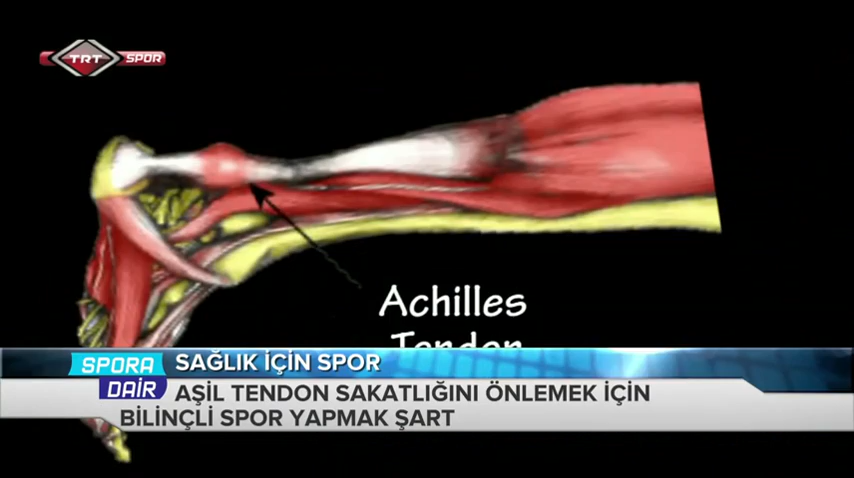 TRT SPOR
Achilles
Tendon
SPORA
DAİR
SAĞLIK İÇİN SPOR
AŞİL TENDON SAKATLIĞINI ÖNLEMEK İÇİN
BİLİNÇLİ SPOR YAPMAK ŞART